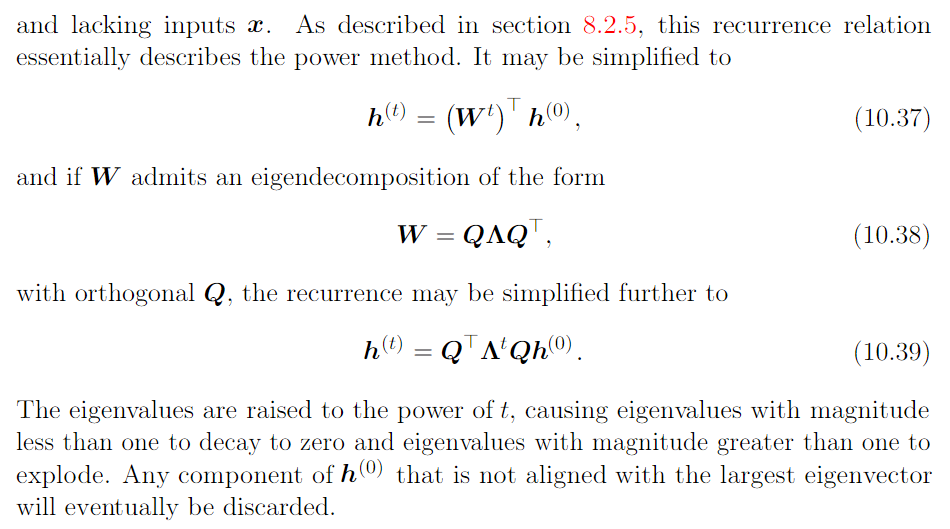 and lacking inputs x. As described in section 8.2.5, this recurrence relation
essentially describes the power method. It may be simplified to
h^(t) = (W^t)^⊤ h^(0), (10.37)
and if W admits an eigendecomposition of the form
W = QΛQ^⊤, (10.38)
with orthogonal Q, the recurrence may be simplified further to
h^(t) = Q^⊤Λ^tQh^(0). (10.39)
The eigenvalues are raised to the power of t, causing eigenvalues with magnitude
less than one to decay to zero and eigenvalues with magnitude greater than one to
explode. Any component of h^(0) that is not aligned with the largest eigenvector
will eventually be discarded.